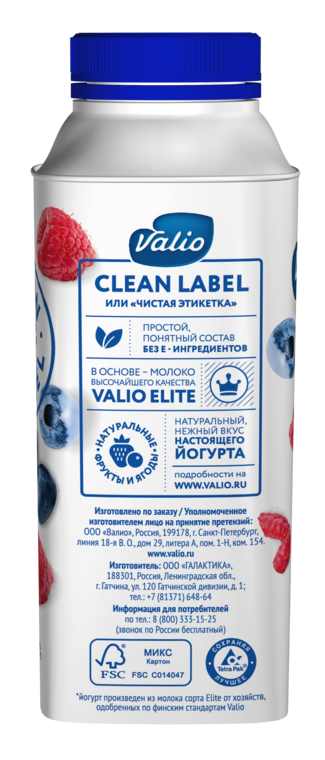 Valio
CLEAN LABEL
ИЛИ «ЧИСТАЯ ЭТИКЕТКА»
ПРОСТОЙ,
ПОНЯТНЫЙ СОСТАВ
БЕЗ Е - ИНГРЕДИЕНТОВ
В ОСНОВЕ – МОЛОКО
ВЫСОЧАЙШЕГО КАЧЕСТВА
VALIO ELITE
НАТУРАЛЬНЫЕ
ФРУКТЫ И ЯГОДЫ
НАТУРАЛЬНЫЙ,
НЕЖНЫЙ ВКУС
НАСТОЯЩЕГО
ЙОГУРТА
подробности на
WWW.VALIO.RU
Изготовлено по заказу / Уполномоченное
изготовителем лицо на принятие претензий:
ООО «Валио», Россия, 199178, г. Санкт-Петербург,
линия 18-я В. О., дом 29, литера А, пом. 1-Н, ком. 154.
www.valio.ru
Изготовитель: ООО «ГАЛАКТИКА»,
188301, Россия, Ленинградская обл.,
г. Гатчина, ул. 120 Гатчинской дивизии, д. 1;
тел.: +7 (81371) 648-64
Информация для потребителей
по тел.: 8 (800) 333-15-25
(звонок по России бесплатный)
FSC
МИКС
Картон
FSC C014047
СОХРАНЯЯ
Tetra Pak
ЛУЧШЕЕ
*йогурт произведен из молока сорта Elite от хозяйств,
одобренных по финским стандартам Valio